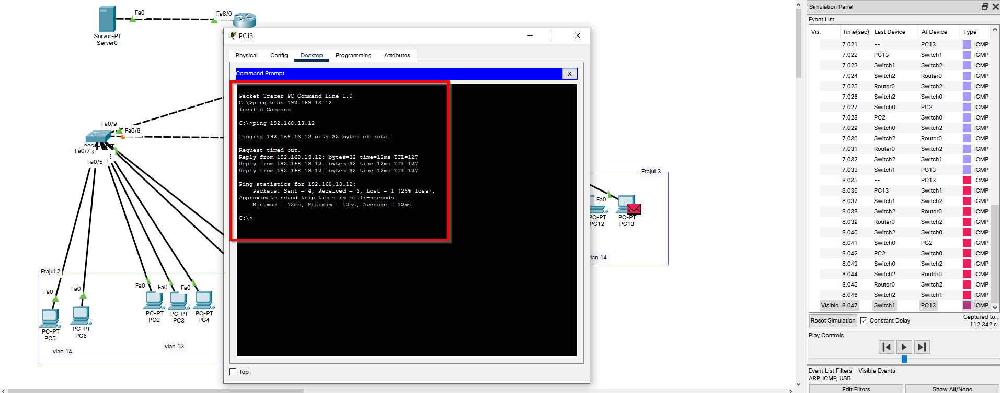 Fa0
Fa8/0
Server-PT
Server0
Fa0/9
Fa0/8
Fa0/7
Fa0/5
Etajul 2
Fa0
Fa0
Fa0
Fa0
Fa0
PC-PT
PC5
PC-PT
PC6
PC-PT
PC2
PC-PT
PC3
PC-PT
PC4
vlan 14
vlan 13
PC13
Physical
Config
Desktop
Programming
Attributes
Command Prompt
X
Packet Tracer PC Command Line 1.0
C:\>ping vlan 192.168.13.12
Invalid Command.
C:\>ping 192.168.13.12
Pinging 192.168.13.12 with 32 bytes of data:
Request timed out.
Reply from 192.168.13.12: bytes=32 time=12ms TTL=127
Reply from 192.168.13.12: bytes=32 time=12ms TTL=127
Reply from 192.168.13.12: bytes=32 time=12ms TTL=127
Ping statistics for 192.168.13.12:
Packets: Sent = 4, Received = 3, Lost = 1 (25% loss),
Approximate round trip times in milli-seconds:
Minimum = 12ms, Maximum = 12ms, Average = 12ms
C:\>
Top
Etajul 3
Fa0
PC-PT
PC12
PC-PT
PC13
vlan 14
Simulation Panel
Event List
Vis. Time(sec) Last Device At Device Type
7.021 -- PC13 ICMP
7.022 PC13 Switch1 ICMP
7.023 Switch1 Switch2 ICMP
7.024 Switch2 Router0 ICMP
7.025 Router0 Switch2 ICMP
7.026 Switch2 Switch0 ICMP
7.027 Switch0 PC2 ICMP
7.028 PC2 Switch0 ICMP
7.029 Switch0 Switch2 ICMP
7.030 Switch2 Router0 ICMP
7.031 Router0 Switch2 ICMP
7.032 Switch2 Switch1 ICMP
7.033 Switch1 PC13 ICMP
8.035 -- PC13 ICMP
8.036 PC13 Switch1 ICMP
8.037 Switch1 Switch2 ICMP
8.038 Switch2 Router0 ICMP
8.039 Router0 Switch2 ICMP
8.040 Switch2 Switch0 ICMP
8.041 Switch0 PC2 ICMP
8.042 PC2 Switch0 ICMP
8.043 Switch0 Switch2 ICMP
8.044 Switch2 Router0 ICMP
8.045 Router0 Switch2 ICMP
8.046 Switch2 Switch1 ICMP
Visible 8.047 Switch1 PC13 ICMP
Reset Simulation
Constant Delay
Captured to:
112.342 s
Play Controls
Event List Filters - Visible Events
ARP, ICMP, USB
Edit Filters
Show All/None